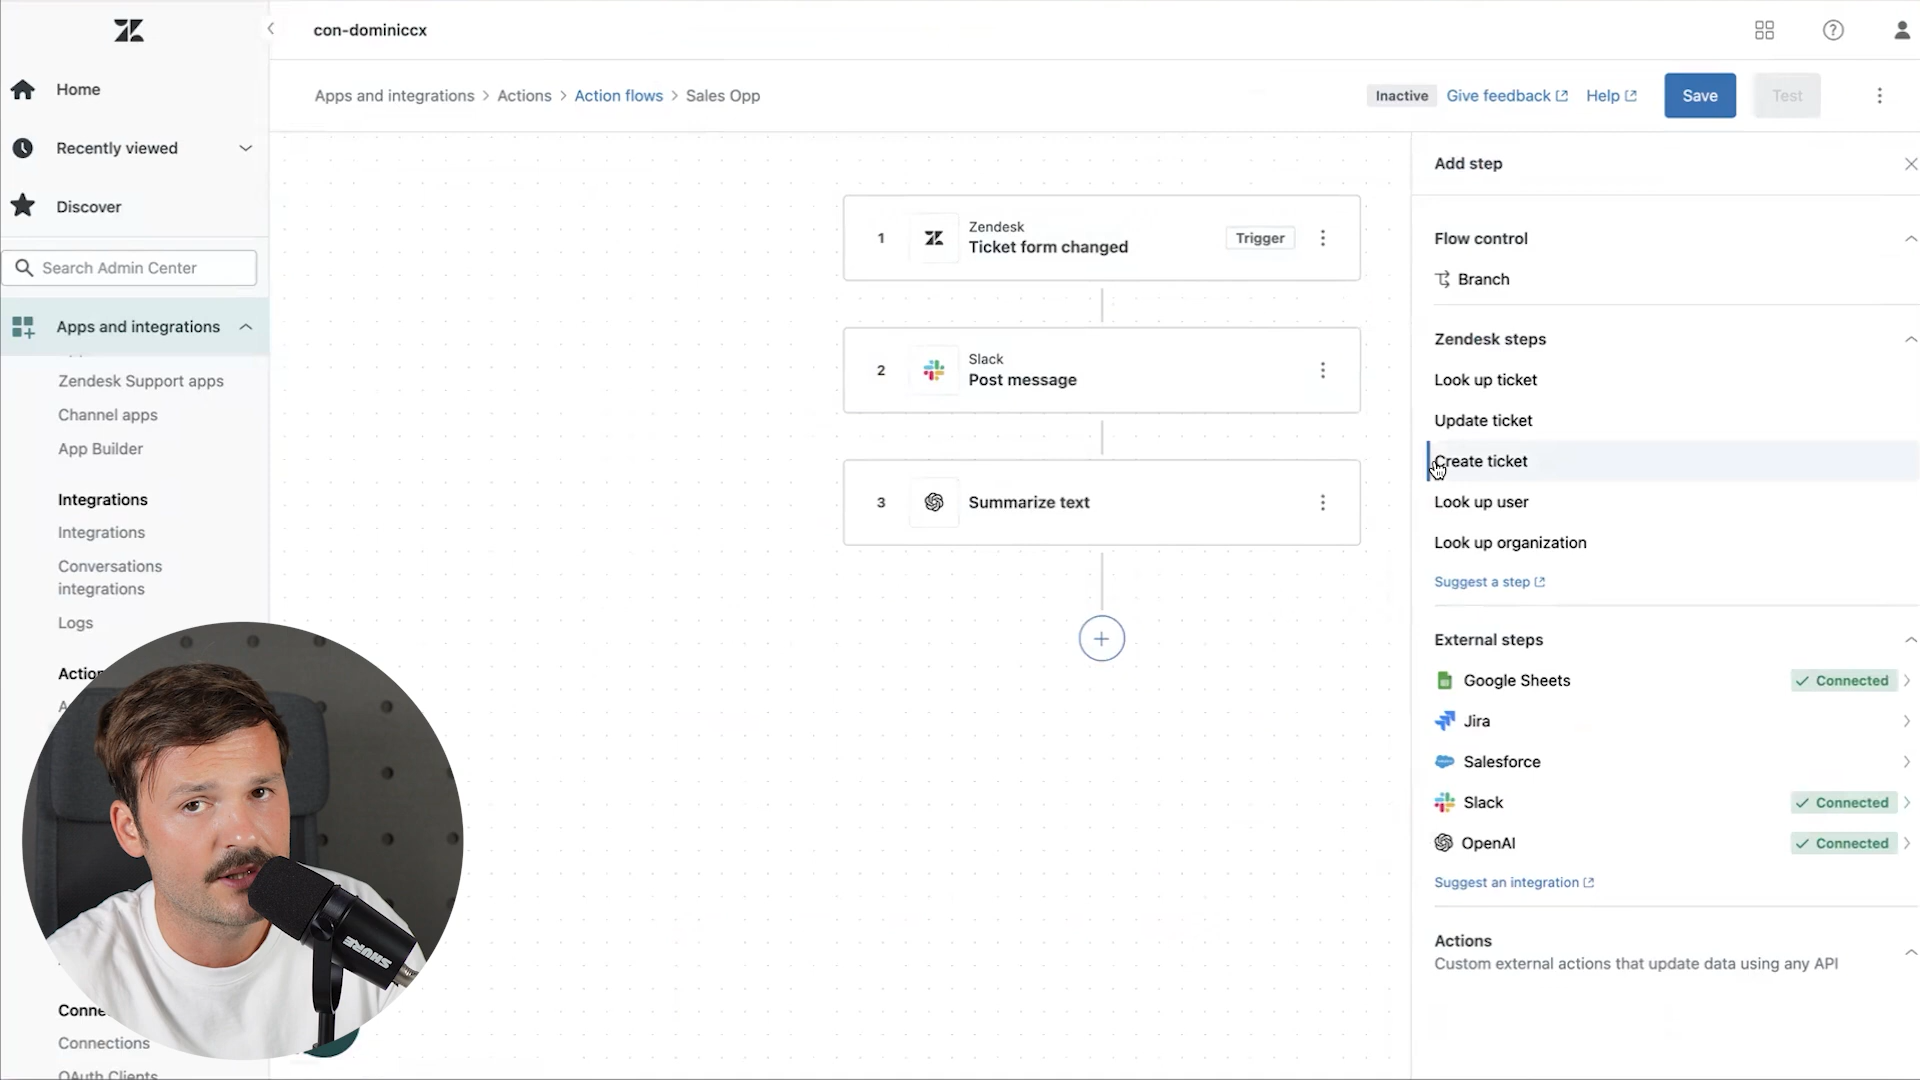 con-dominiccx
Home
Recently viewed
Discover
Search Admin Center
Apps and integrations
Zendesk Support apps
Channel apps
App Builder
Integrations
Integrations
Conversations
integrations
Logs
Connections
OAuth Clients
Apps and integrations > Actions > Action flows > Sales Opp
Inactive
Give feedback
Help
Save
Test
1
Zendesk
Ticket form changed
Trigger
2
Slack
Post message
3
Summarize text
Add step
Flow control
Branch
Zendesk steps
Look up ticket
Update ticket
Create ticket
Look up user
Look up organization
Suggest a step
External steps
Google Sheets
Connected
Jira
Salesforce
Slack
Connected
OpenAI
Connected
Suggest an integration
Actions
Custom external actions that update data using any API
SHURE